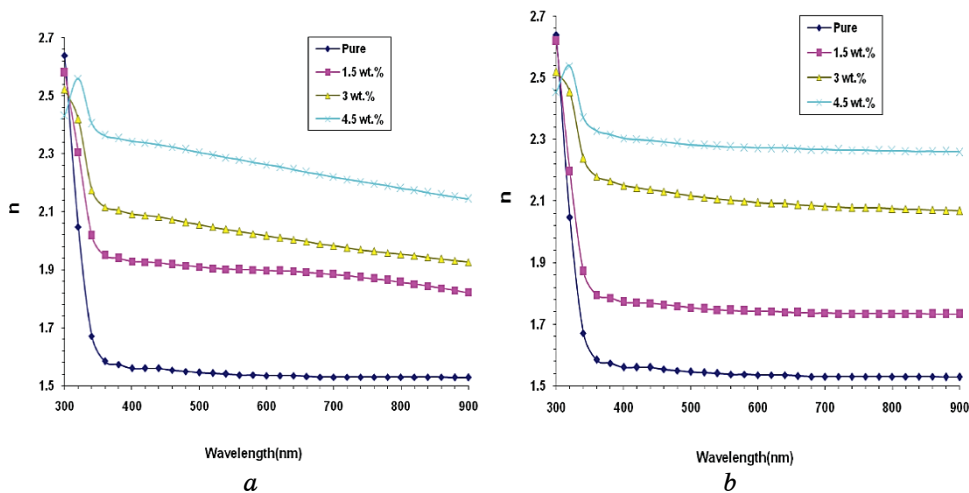 2.7
2.5
2.3
2.1
1.9
1.7
1.5
n
300 400 500 600 700 800 900
Wavelength(nm)
Pure
1.5 wt.%
3 wt.%
4.5 wt.%
a
2.7
2.5
2.3
2.1
1.9
1.7
1.5
n
300 400 500 600 700 800 900
Wavelength(nm)
Pure
1.5 wt.%
3 wt.%
4.5 wt.%
b